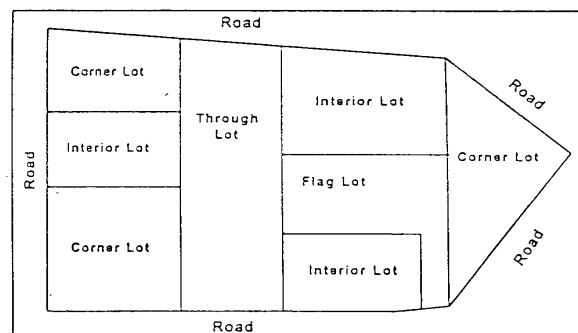 Road
Corner Lot
Interior Lot
Road
Through
Lot
Interior Lot
Corner Lot
Road
Flag Lot
Corner Lot
Interior Lot
Road
Road